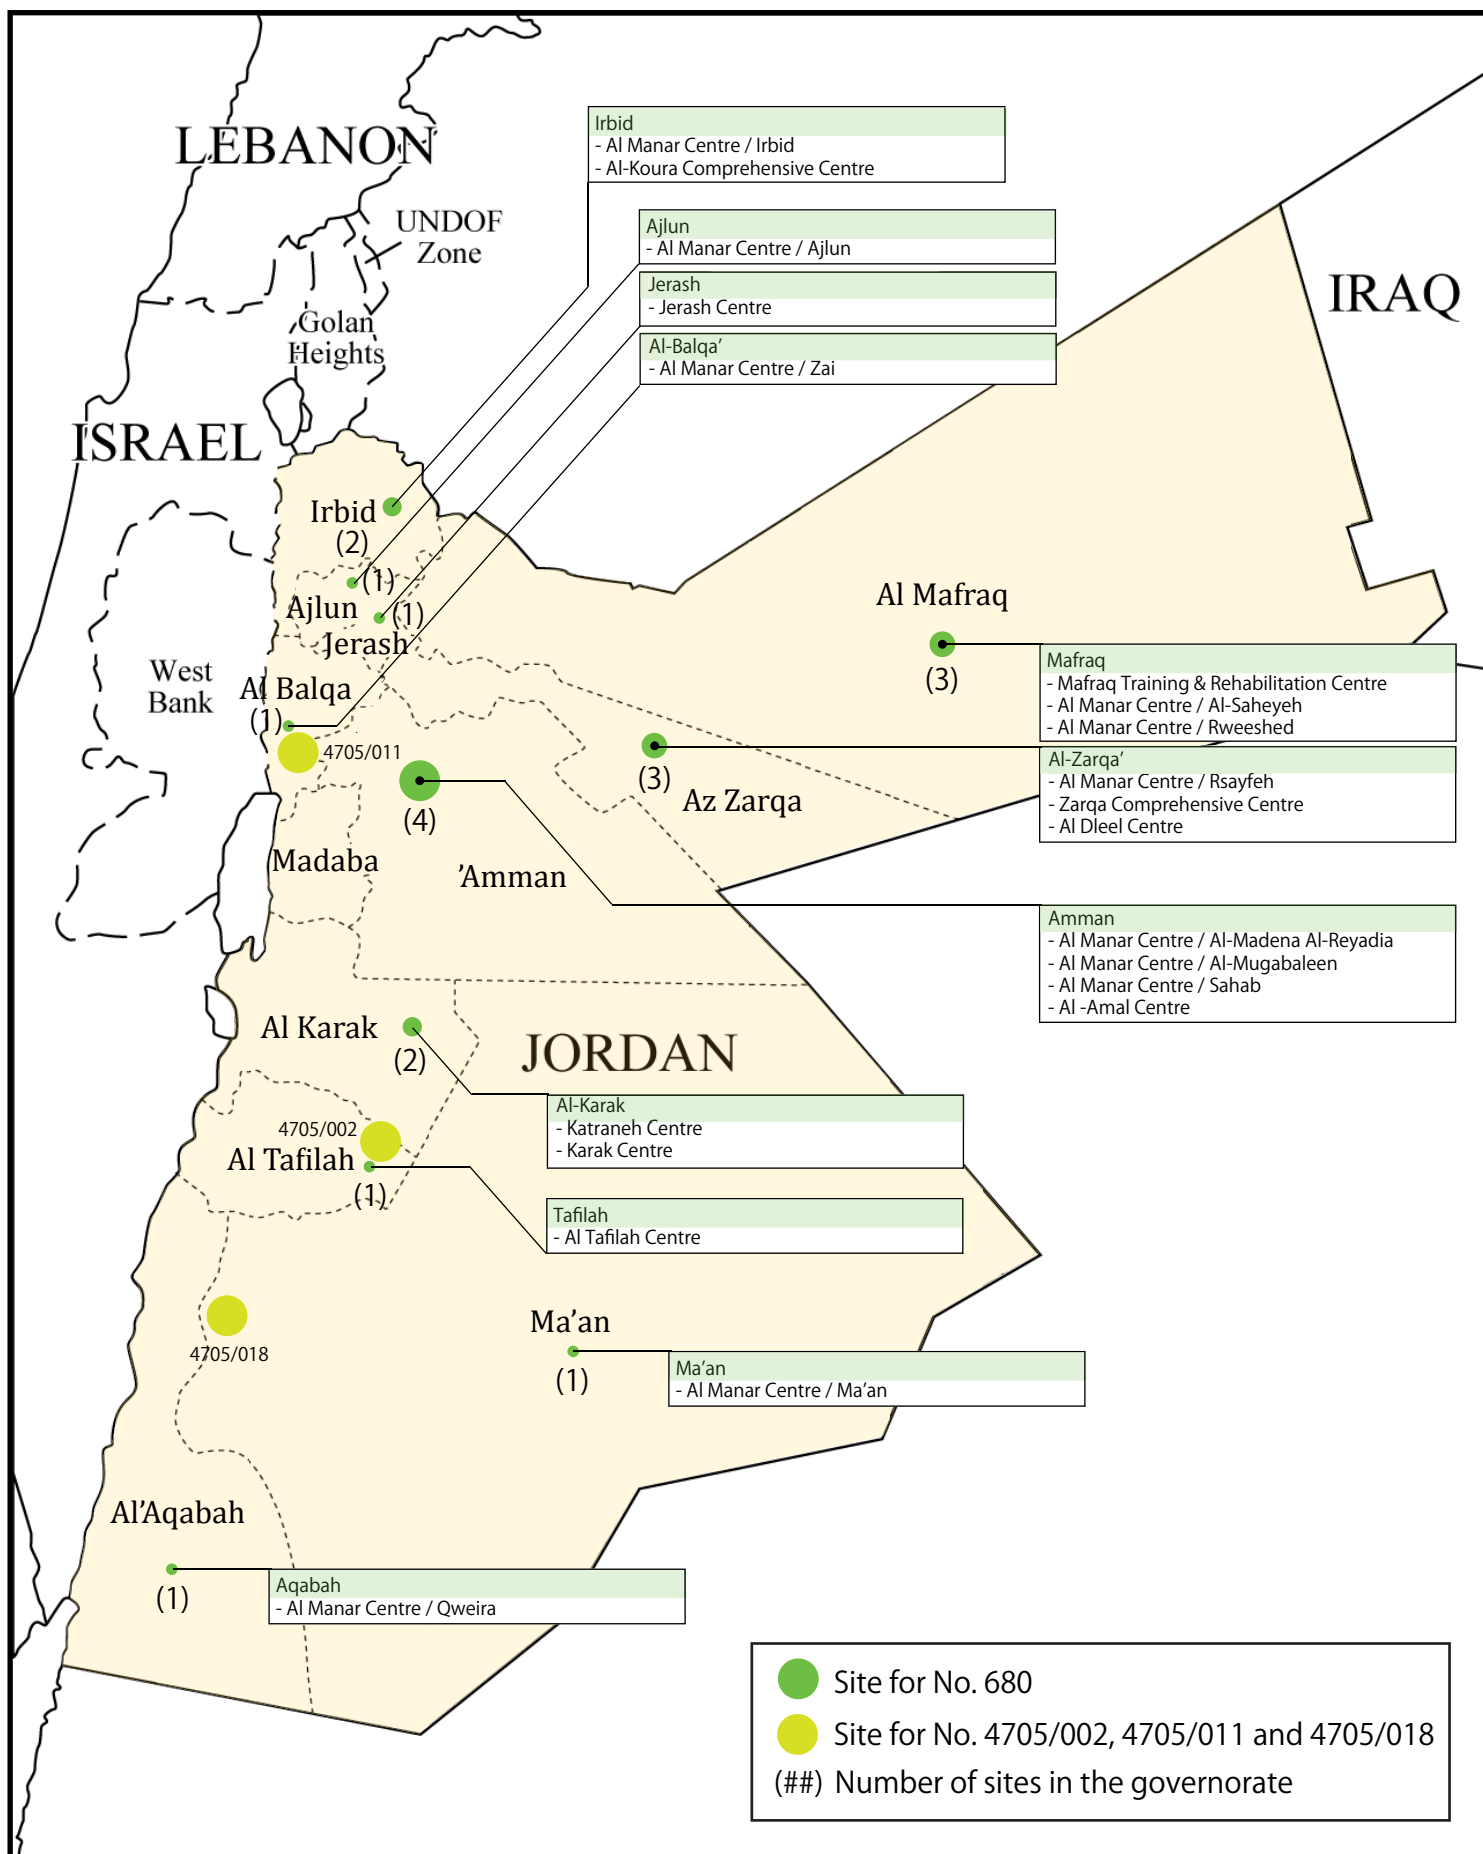 LEBANON
UNDOF
Zone
Golan
Heights
ISRAEL
IRAQ
West
Bank
JORDAN
Irbid
- Al Manar Centre / Irbid
- Al-Koura Comprehensive Centre
Ajlun
- Al Manar Centre / Ajlun
Jerash
- Jerash Centre
Al-Balqa’
- Al Manar Centre / Zai
Irbid
(2)
(1)
Ajlun
(1)
Jerash
Al Balqa
(1)
4705/011
Al Mafraq
(3)
Mafraq
- Mafraq Training & Rehabilitation Centre
- Al Manar Centre / Al-Saheyeh
- Al Manar Centre / Rweeshed
(3)
Az Zarqa
Al-Zarqa’
- Al Manar Centre / Rsayfeh
- Zarqa Comprehensive Centre
- Al Dleel Centre
(4)
Madaba
’Amman
Amman
- Al Manar Centre / Al-Madena Al-Reyadia
- Al Manar Centre / Al-Mugabaleen
- Al Manar Centre / Sahab
- Al -Amal Centre
Al Karak
(2)
Al-Karak
- Katraneh Centre
- Karak Centre
4705/002
Al Tafilah
(1)
Tafilah
- Al Tafilah Centre
4705/018
Ma’an
(1)
Ma’an
- Al Manar Centre / Ma’an
Al’Aqabah
(1)
Aqabah
- Al Manar Centre / Qweira
Site for No. 680
Site for No. 4705/002, 4705/011 and 4705/018
(##) Number of sites in the governorate